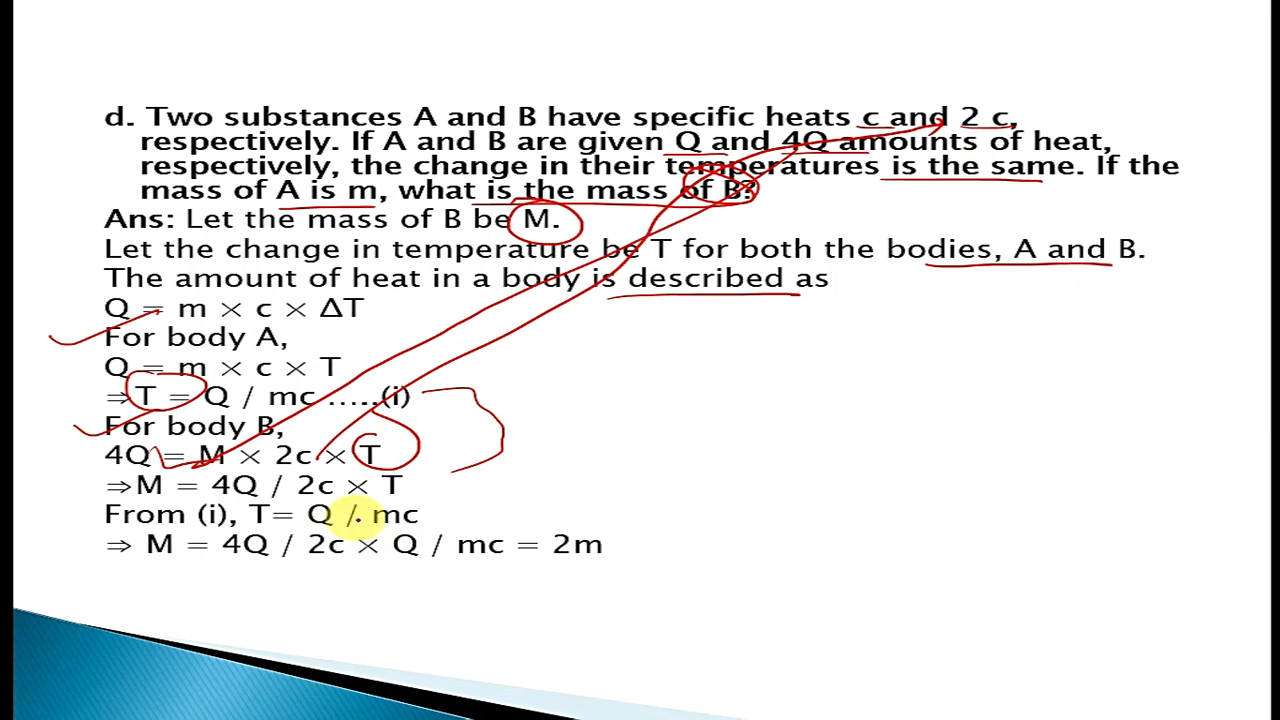 d. Two substances A and B have specific heats c and 2 c,
respectively. If A and B are given Q and 4Q amounts of heat,
respectively, the change in their temperatures is the same. If the
mass of A is m, what is the mass of B?
Ans: Let the mass of B be M.
Let the change in temperature be T for both the bodies, A and B.
The amount of heat in a body is described as
Q = m × c × ΔT
For body A,
Q = m × c × T
⇒T = Q / mc .....(i)
For body B,
4Q = M × 2c × T
⇒M = 4Q / 2c × T
From (i), T= Q / mc
⇒ M = 4Q / 2c × Q / mc = 2m